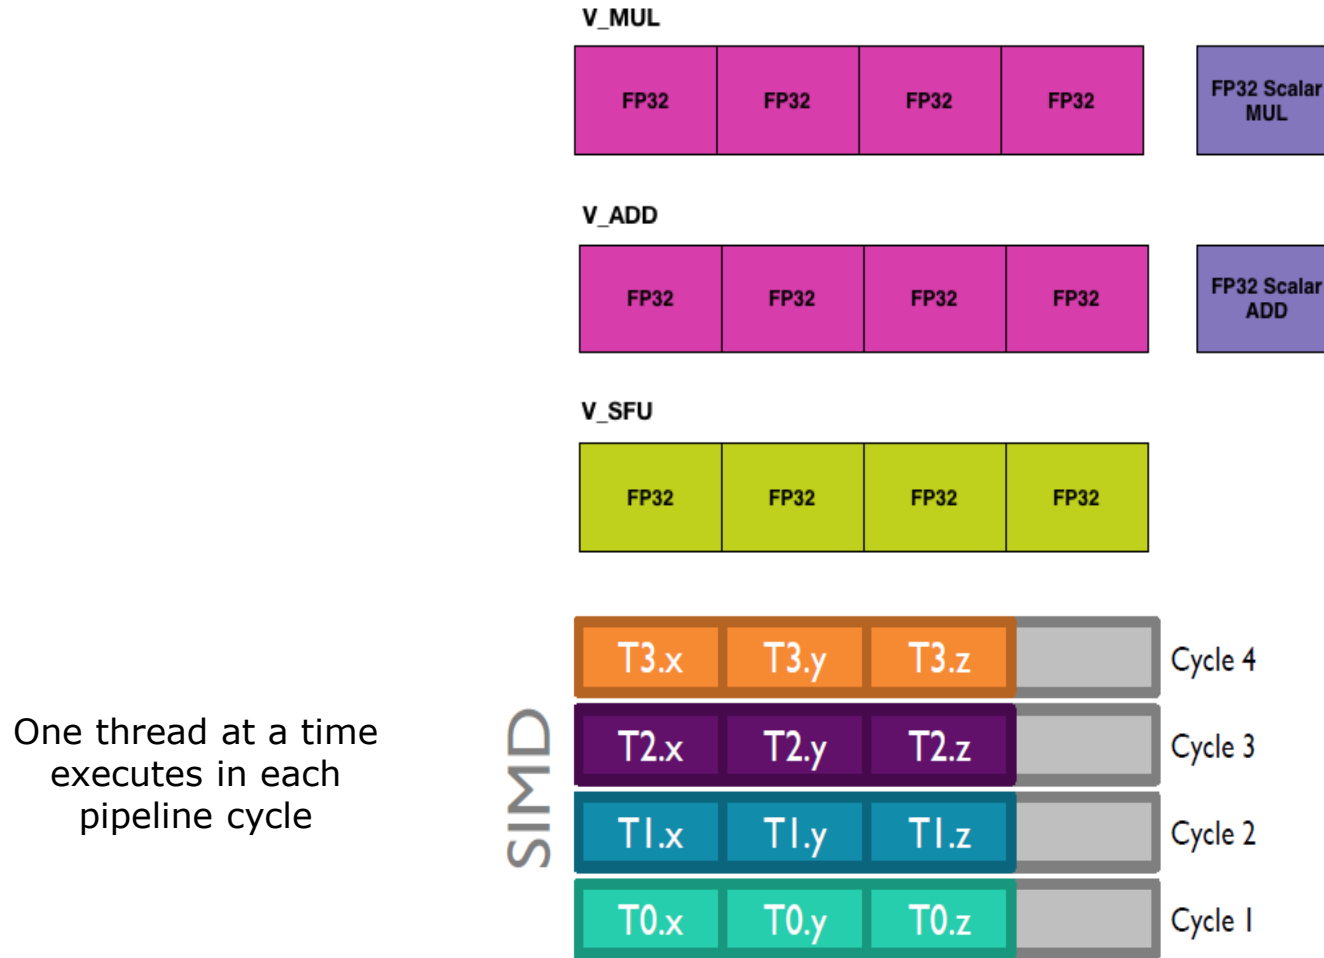 V_MUL
FP32 FP32 FP32 FP32
FP32 Scalar
MUL
V_ADD
FP32 FP32 FP32 FP32
FP32 Scalar
ADD
V_SFU
FP32 FP32 FP32 FP32
One thread at a time
executes in each
pipeline cycle
SIMD
T3.x T3.y T3.z Cycle 4
T2.x T2.y T2.z Cycle 3
T1.x T1.y T1.z Cycle 2
T0.x T0.y T0.z Cycle 1